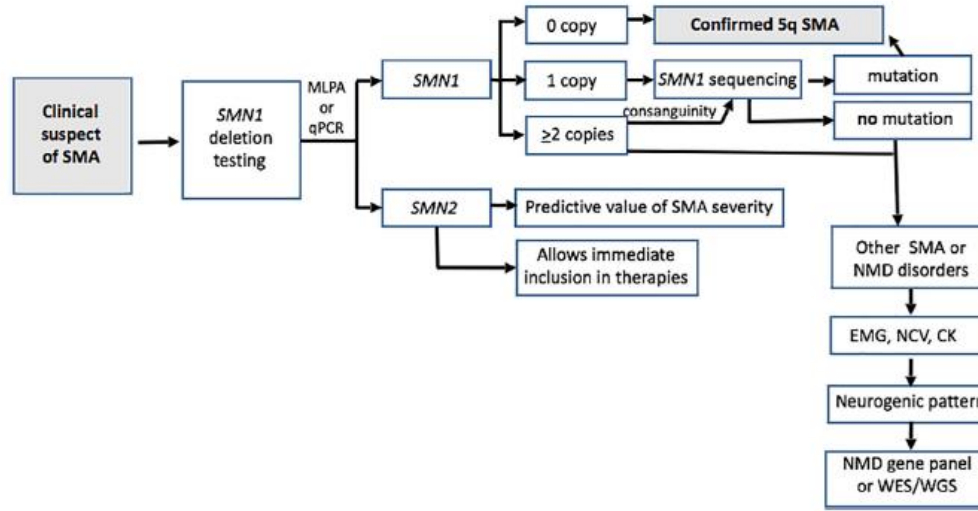 Clinical
suspect
of SMA
SMN1
deletion
testing
MLPA
or
qPCR
SMN1
0 copy
Confirmed 5q SMA
1 copy
SMN1 sequencing
mutation
consanguinity
≥2 copies
no mutation
SMN2
Predictive value of SMA severity
Allows immediate
inclusion in therapies
Other SMA or
NMD disorders
EMG, NCV, CK
Neurogenic pattern
NMD gene panel
or WES/WGS